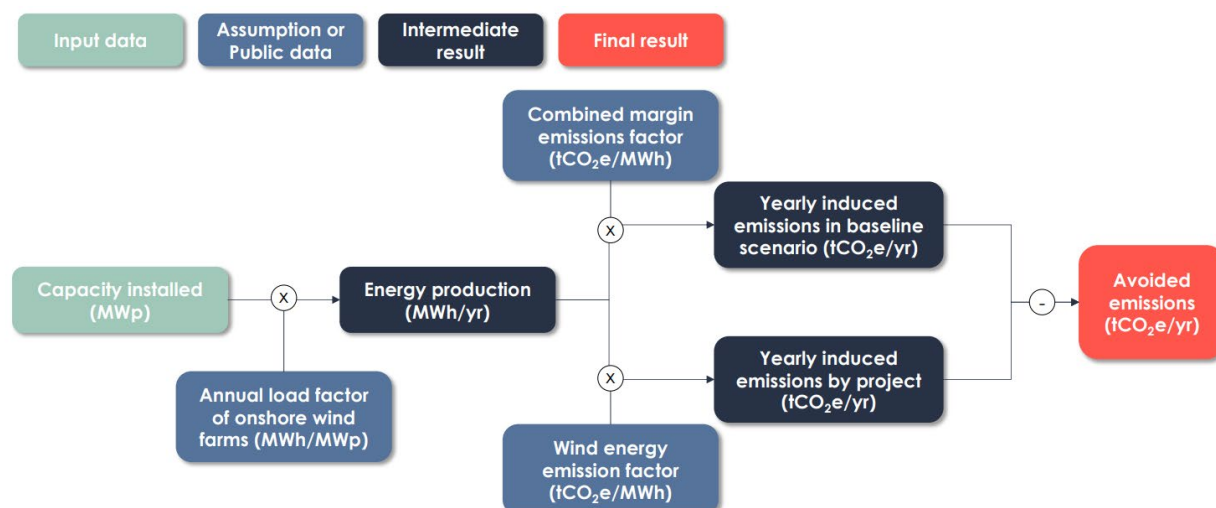 Input data
Assumption or
Public data
Intermediate
result
Final result
Combined margin
emissions factor
(tCO₂e/MWh)
X
Yearly induced
emissions in baseline
scenario (tCO₂e/yr)
Capacity installed
(MWp)
X
Energy production
(MWh/yr)
-
Avoided
emissions
(tCO₂e/yr)
X
Yearly induced
emissions by project
(tCO₂e/yr)
Annual load factor
of onshore wind
farms (MWh/MWp)
Wind energy
emission factor
(tCO₂e/MWh)